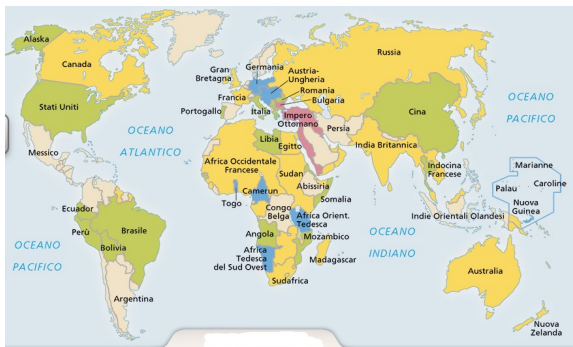 Alaska
Canada
Stati Uniti
Messico
OCEANO
ATLANTICO
Ecuador
Perù
Brasile
Bolivia
Argentina
OCEANO
PACIFICO
Gran
Bretagna
Germania
Austria-
Ungheria
Romania
Bulgaria
Francia
Portogallo
Italia
Impero
Ottomano
Russia
Cina
Persia
India Britannica
Indocina
Francese
OCEANO
PACIFICO
Libia
Egitto
Africa Occidentale
Francese
Sudan
Abissiria
Togo
Camerun
Somalia
Congo
Belga
Africa Orient.
Tedesca
Angola
Mozambico
Africa
Tedesca
del Sud Ovest
Madagascar
Sudafrica
OCEANO
INDIANO
Marianne
Caroline
Palau
Nuova
Guinea
Indie Orientali Olandesi
Australia
Nuova
Zelanda